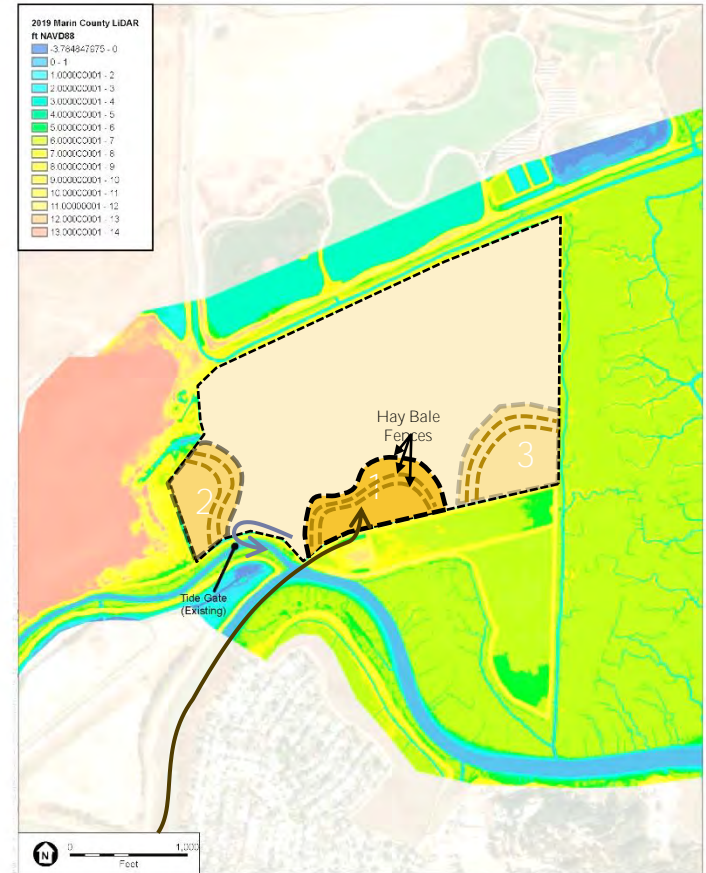 2019 Marin County LiDAR
ft NAVD88
-3.784847975 - 0
0 - 1
1.000000001 - 2
2.000000001 - 3
3.000000001 - 4
4.000000001 - 5
5.000000001 - 6
6.000000001 - 7
7.000000001 - 8
8.000000001 - 9
9.000000001 - 10
10.00000001 - 11
11.00000001 - 12
12.00000001 - 13
13.00000001 - 14
Hay Bale
Fences
1
3
2
Tide Gate
(Existing)
N
0 1,000
Feet